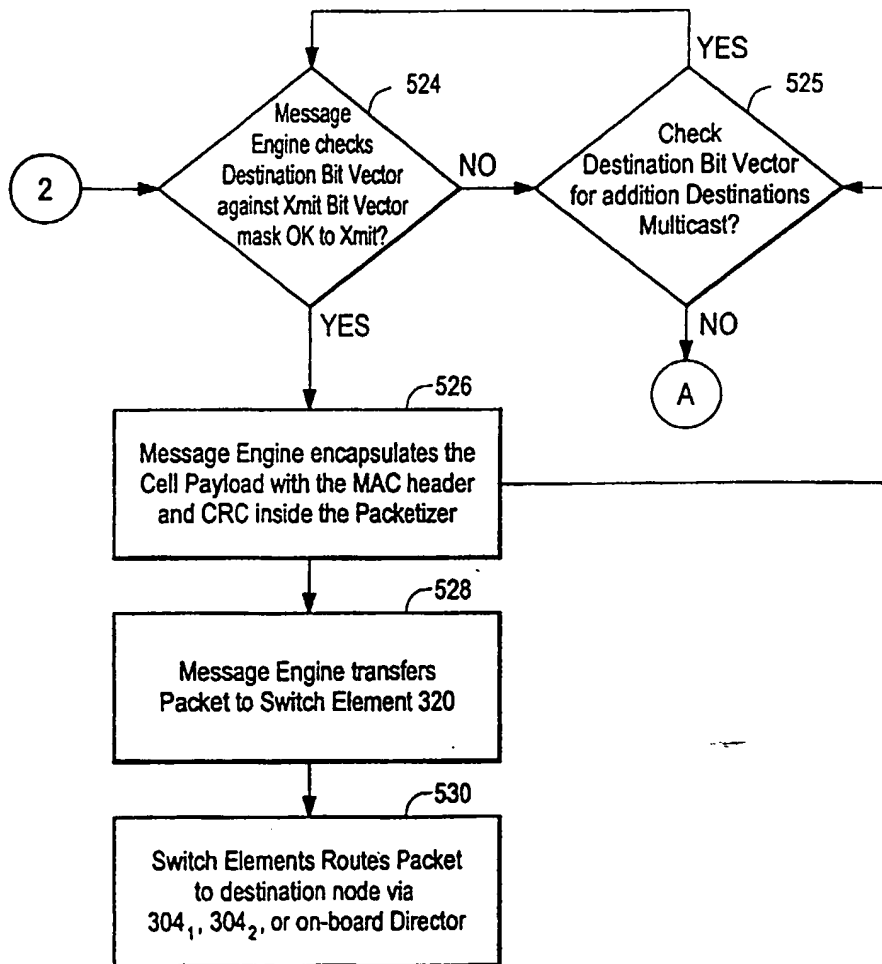 YES
524
525
Message
Engine checks
Destination Bit Vector
against Xmit Bit Vector
mask OK to Xmit?
NO
Check
Destination Bit Vector
for addition Destinations
Multicast?
2
YES
NO
A
526
Message Engine encapsulates the
Cell Payload with the MAC header
and CRC inside the Packetizer
528
Message Engine transfers
Packet to Switch Element 320
530
Switch Elements Route's Packet
to destination node via
304₁, 304₂, or on-board Director